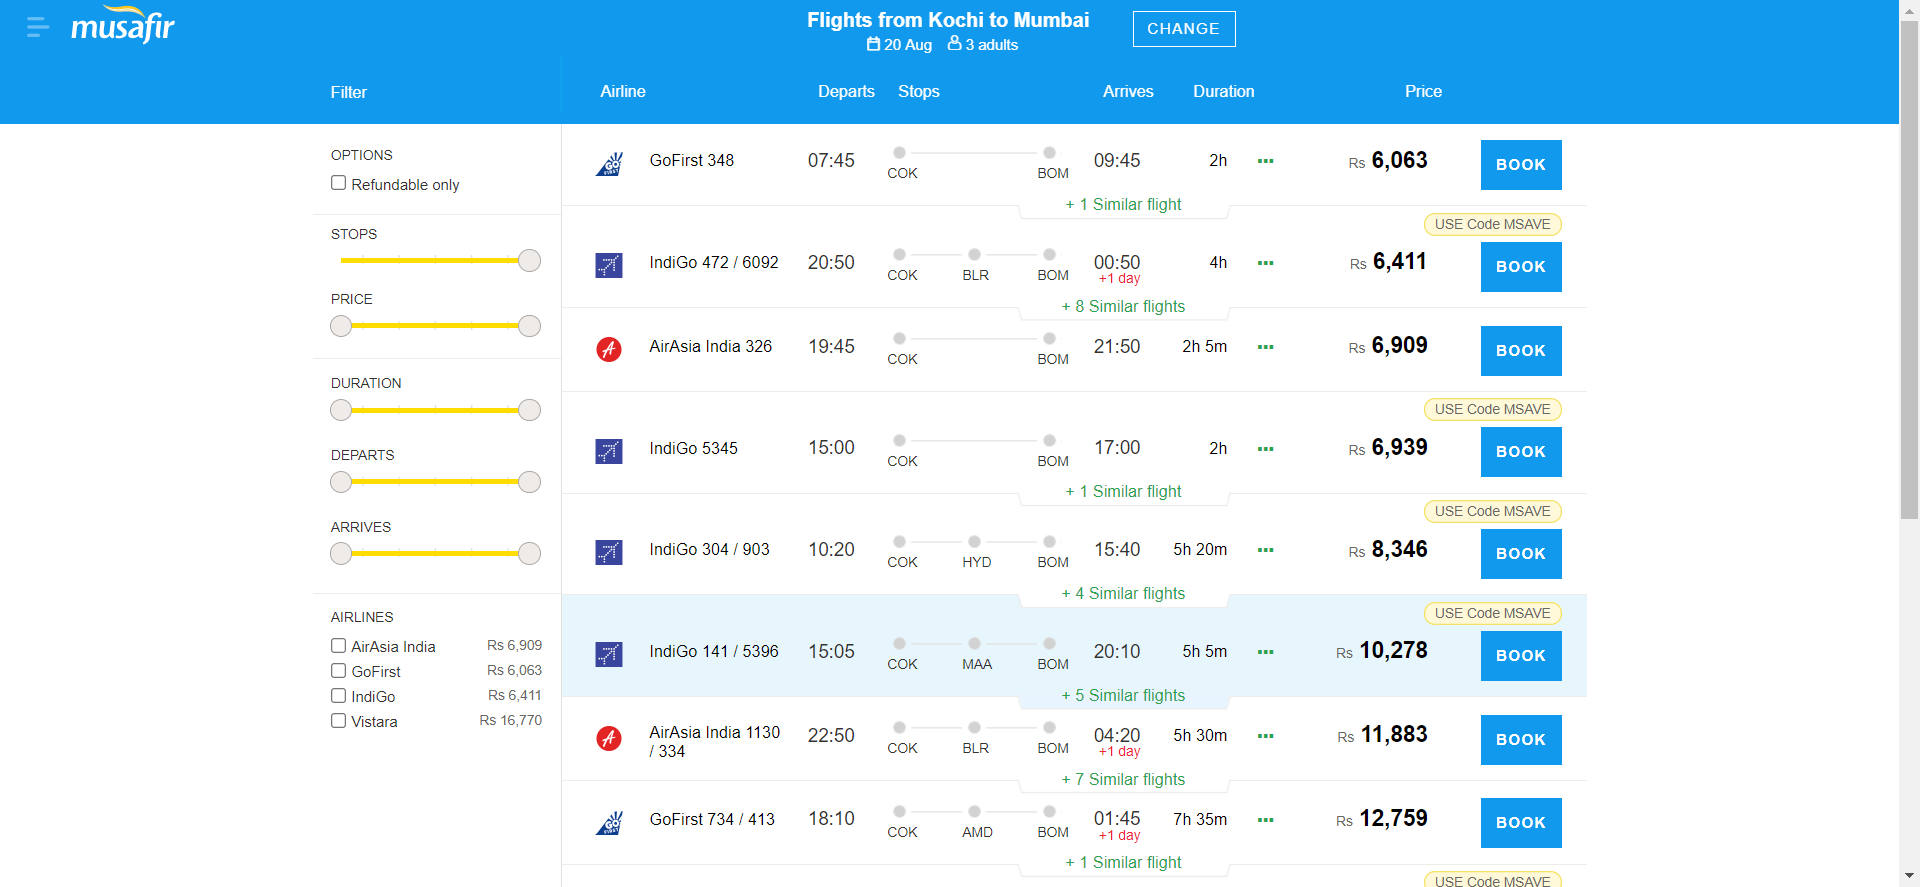 musafir
Flights from Kochi to Mumbai
20 Aug 3 adults
CHANGE
Filter
Airline Departs Stops Arrives Duration Price
OPTIONS
Refundable only
STOPS
PRICE
DURATION
DEPARTS
ARRIVES
AIRLINES
AirAsia India Rs 6,909
GoFirst Rs 6,063
IndiGo Rs 6,411
Vistara Rs 16,770
GO FIRST GoFirst 348 07:45 COK BOM 09:45 2h Rs 6,063 BOOK
+ 1 Similar flight
USE Code MSAVE
IndiGo 472 / 6092 20:50 COK BLR BOM 00:50 +1 day 4h Rs 6,411 BOOK
+ 8 Similar flights
AirAsia India 326 19:45 COK BOM 21:50 2h 5m Rs 6,909 BOOK
USE Code MSAVE
IndiGo 5345 15:00 COK BOM 17:00 2h Rs 6,939 BOOK
+ 1 Similar flight
USE Code MSAVE
IndiGo 304 / 903 10:20 COK HYD BOM 15:40 5h 20m Rs 8,346 BOOK
+ 4 Similar flights
USE Code MSAVE
IndiGo 141 / 5396 15:05 COK MAA BOM 20:10 5h 5m Rs 10,278 BOOK
+ 5 Similar flights
AirAsia India 1130 / 334 22:50 COK BLR BOM 04:20 +1 day 5h 30m Rs 11,883 BOOK
+ 7 Similar flights
GO FIRST GoFirst 734 / 413 18:10 COK AMD BOM 01:45 +1 day 7h 35m Rs 12,759 BOOK
+ 1 Similar flight
USE Code MSAVE